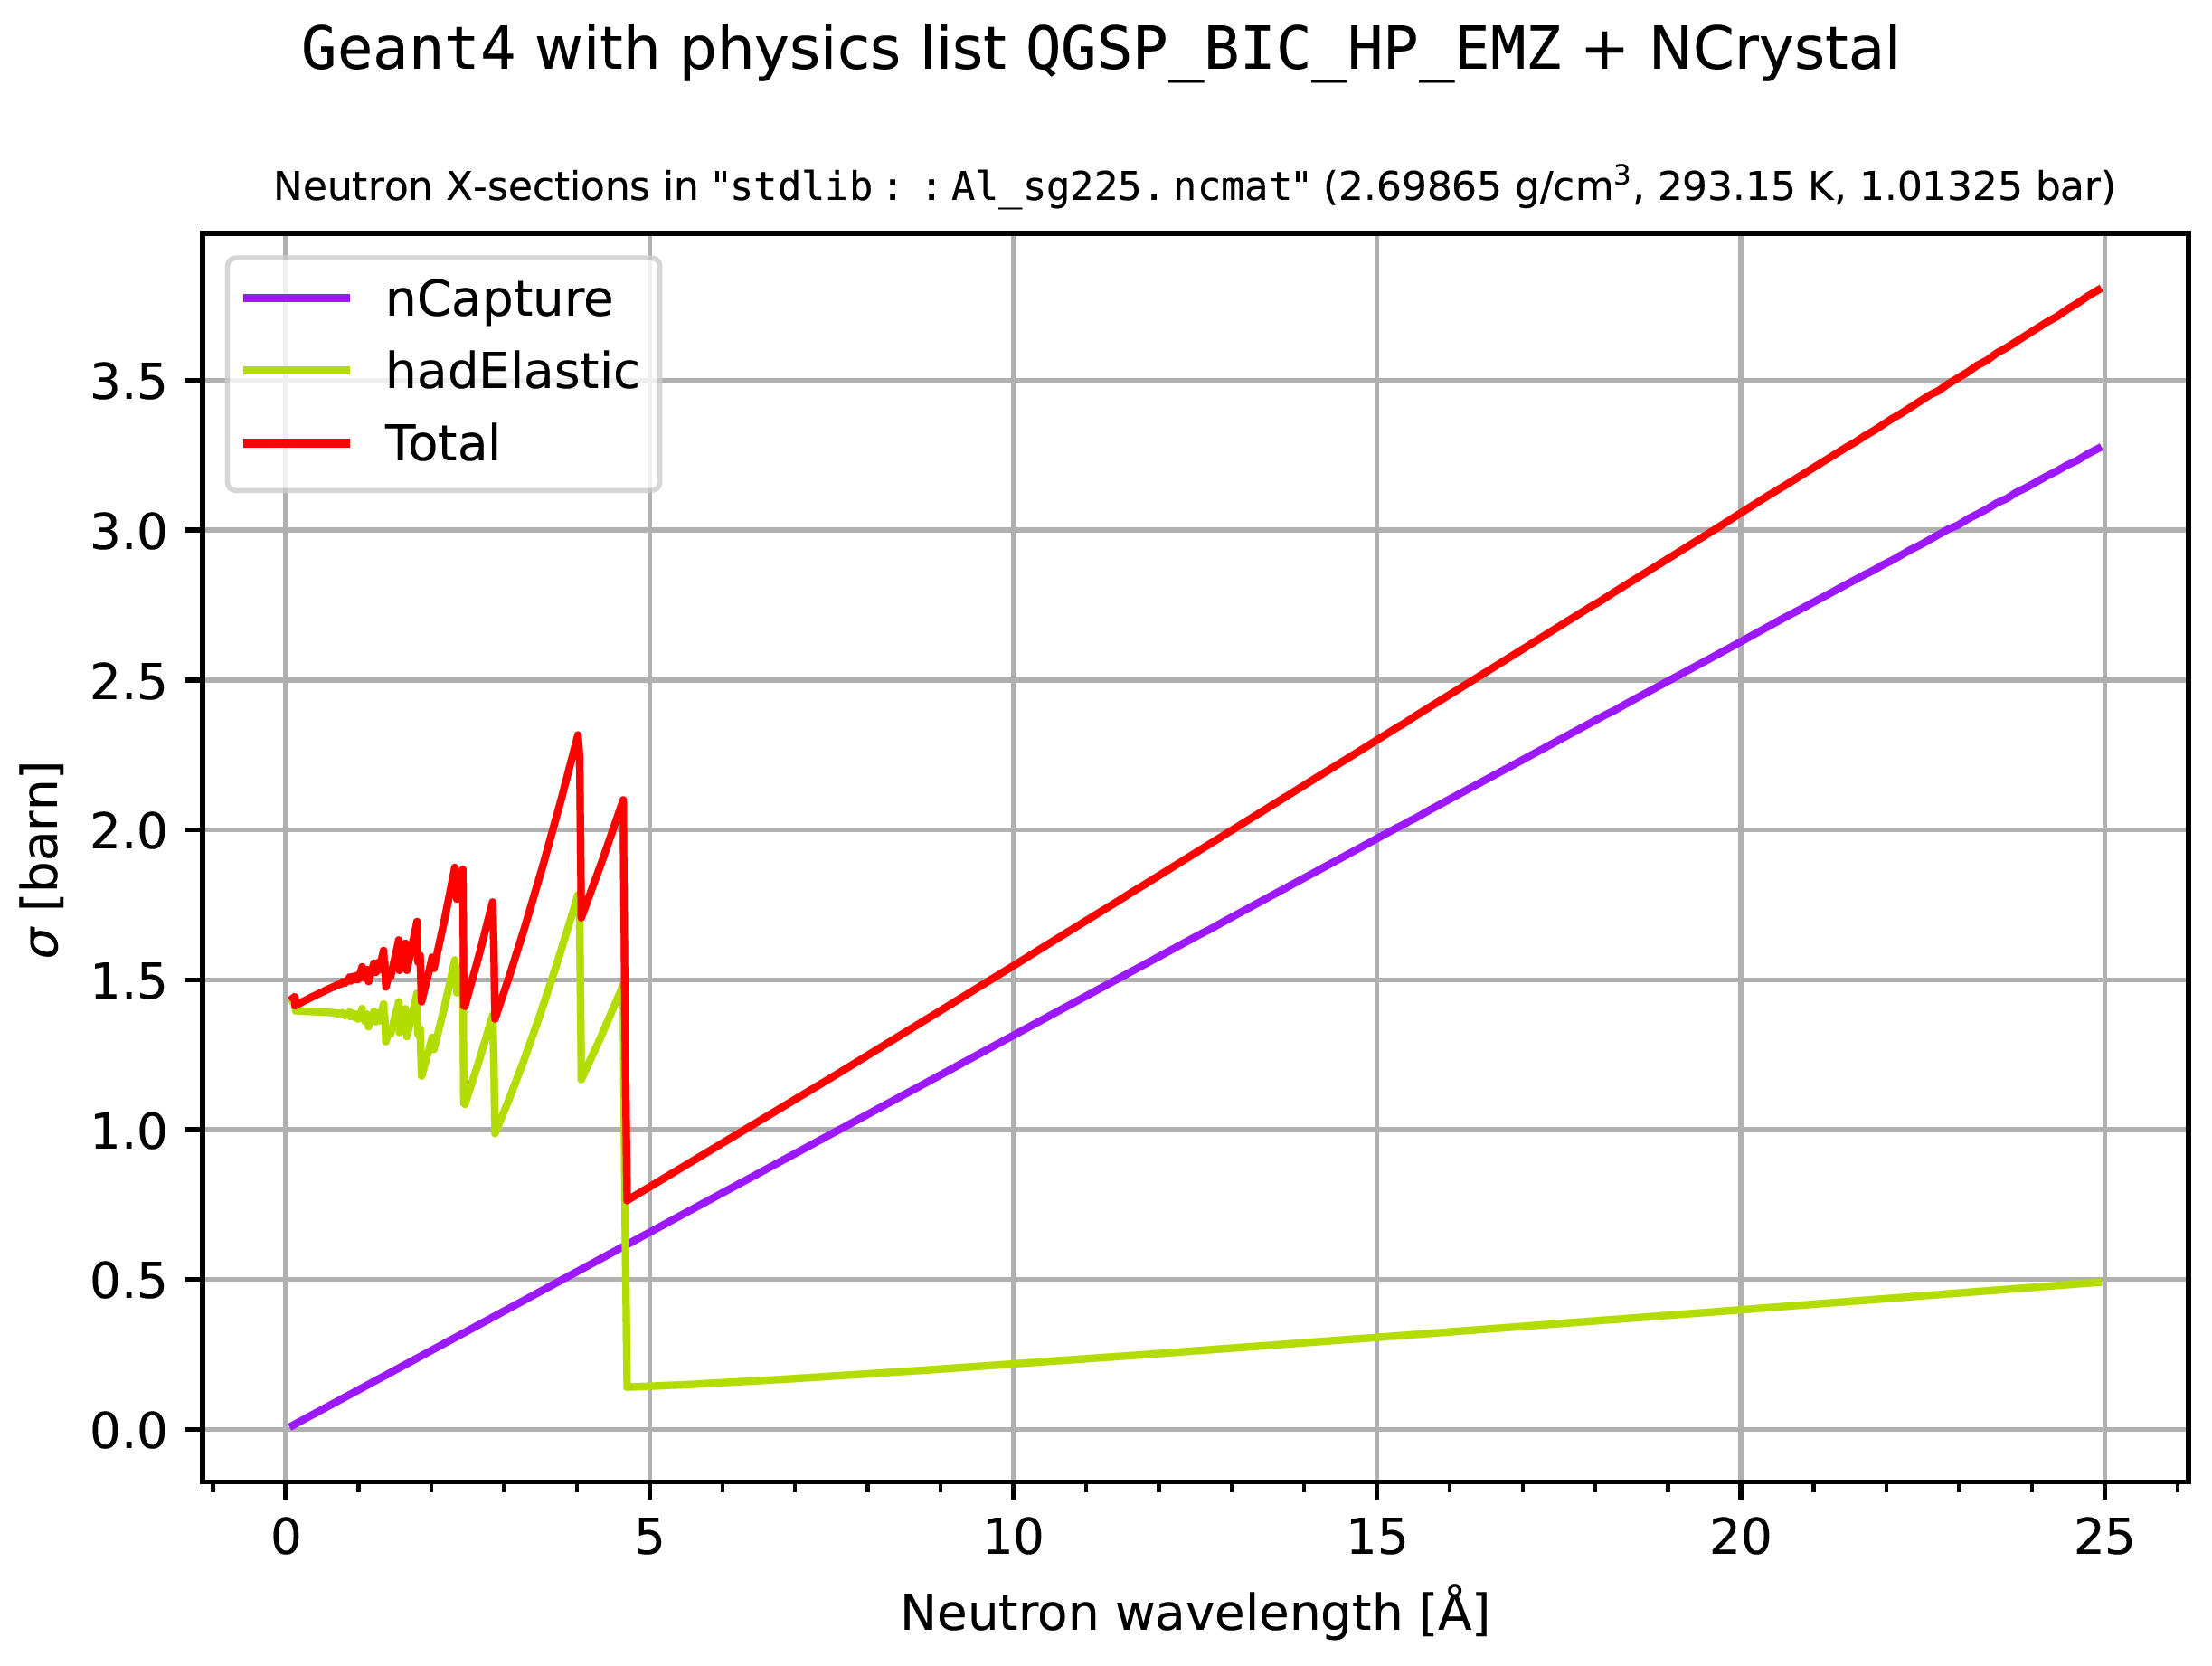 Geant4 with physics list QGSP_BIC_HP_EMZ + NCrystal
Neutron X-sections in "stdlib::Al_sg225.ncmat" (2.69865 g/cm³, 293.15 K, 1.01325 bar)
nCapture
hadElastic
Total
3.5
3.0
2.5
2.0
1.5
1.0
0.5
0.0
σ [barn]
0 5 10 15 20 25
Neutron wavelength [Å]